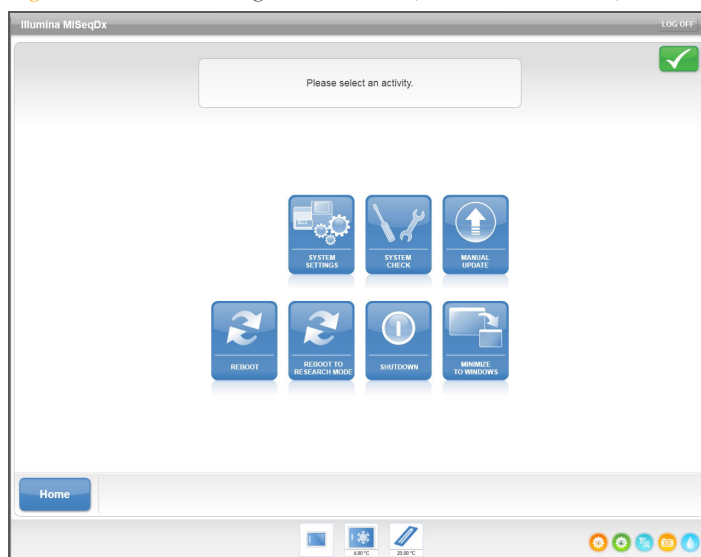 Illumina MiSeqDx
LOG OFF
Please select an activity.
SYSTEM
SETTINGS
SYSTEM
CHECK
MANUAL
UPDATE
REBOOT
REBOOT TO
RESEARCH MODE
SHUTDOWN
MINIMIZE
TO WINDOWS
Home
4.00 °C
25.00 °C